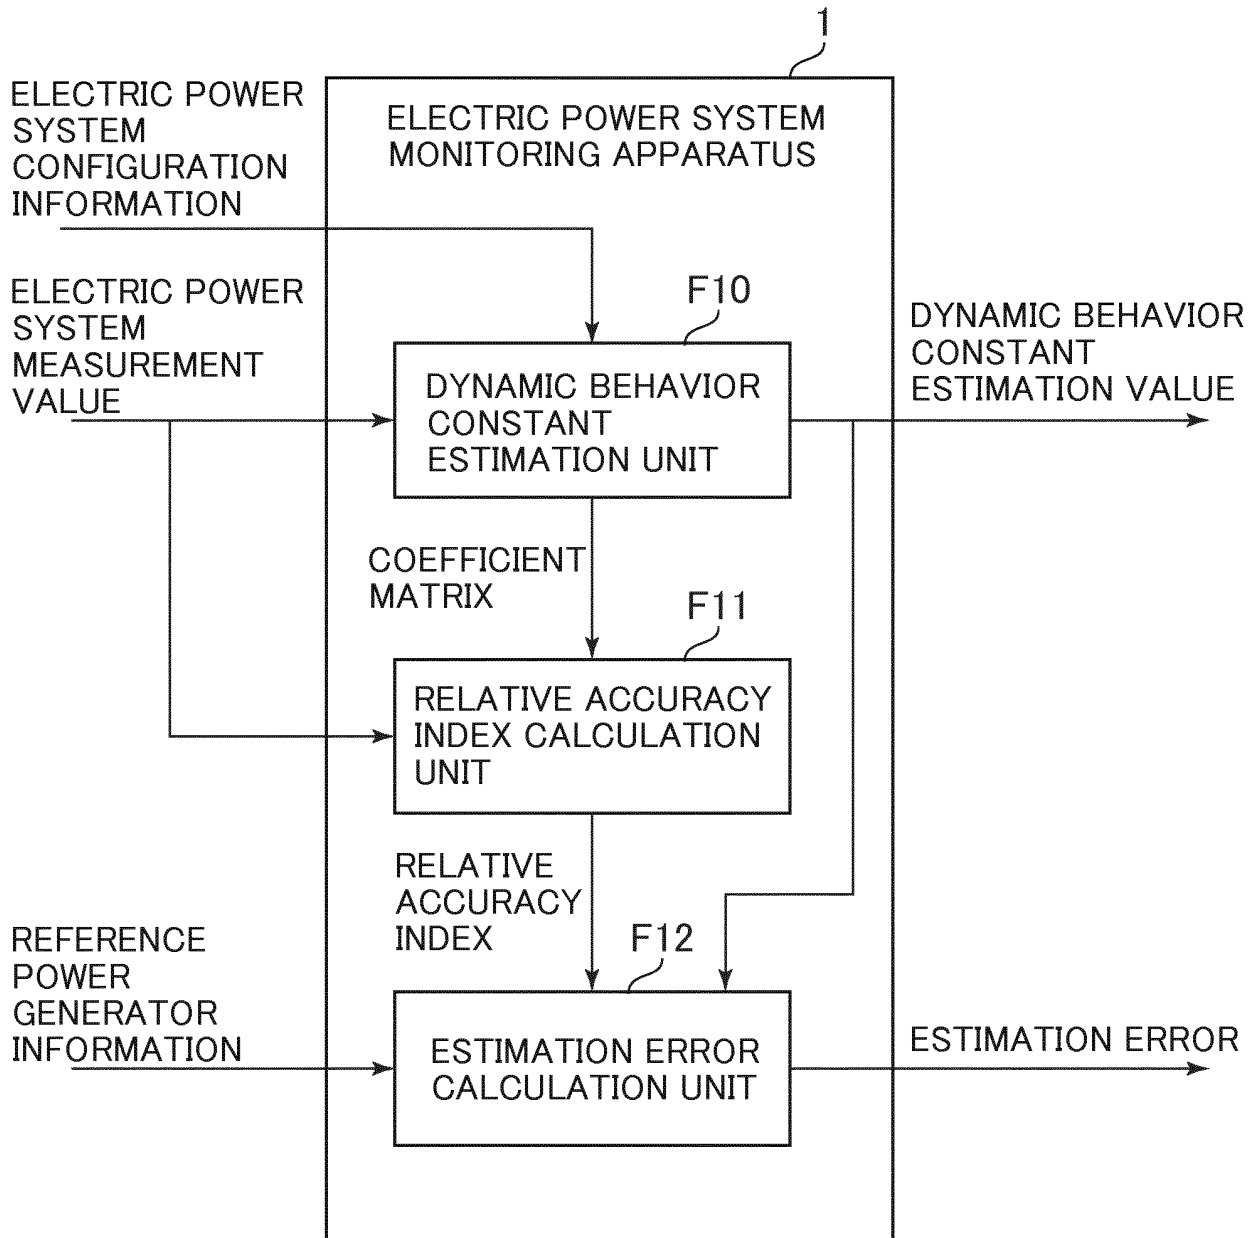 1
ELECTRIC POWER
SYSTEM
CONFIGURATION
INFORMATION
ELECTRIC POWER SYSTEM
MONITORING APPARATUS
ELECTRIC POWER
SYSTEM
MEASUREMENT
VALUE
F10
DYNAMIC BEHAVIOR
CONSTANT
ESTIMATION UNIT
DYNAMIC BEHAVIOR
CONSTANT
ESTIMATION VALUE
COEFFICIENT
MATRIX
F11
RELATIVE ACCURACY
INDEX CALCULATION
UNIT
RELATIVE
ACCURACY
INDEX
F12
REFERENCE
POWER
GENERATOR
INFORMATION
ESTIMATION ERROR
CALCULATION UNIT
ESTIMATION ERROR